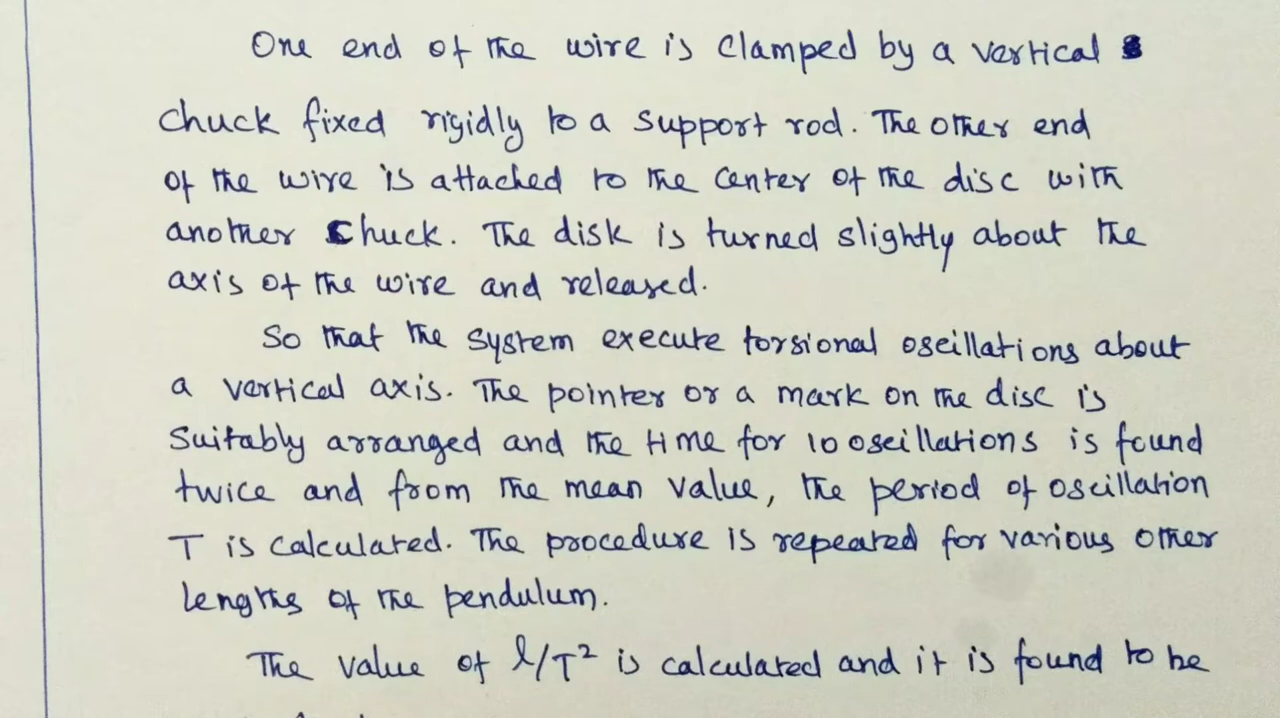 One end of the wire is clamped by a vertical
chuck fixed rigidly to a support rod. The other end
of the wire is attached to the center of the disc with
another chuck. The disk is turned slightly about the
axis of the wire and released.
So that the system execute torsional oscillations about
a vertical axis. The pointer or a mark on the disc is
suitably arranged and the time for 10 oscillations is found
twice and from the mean value, the period of oscillation
T is calculated. The procedure is repeated for various other
lengths of the pendulum.
The value of l/T² is calculated and it is found to be